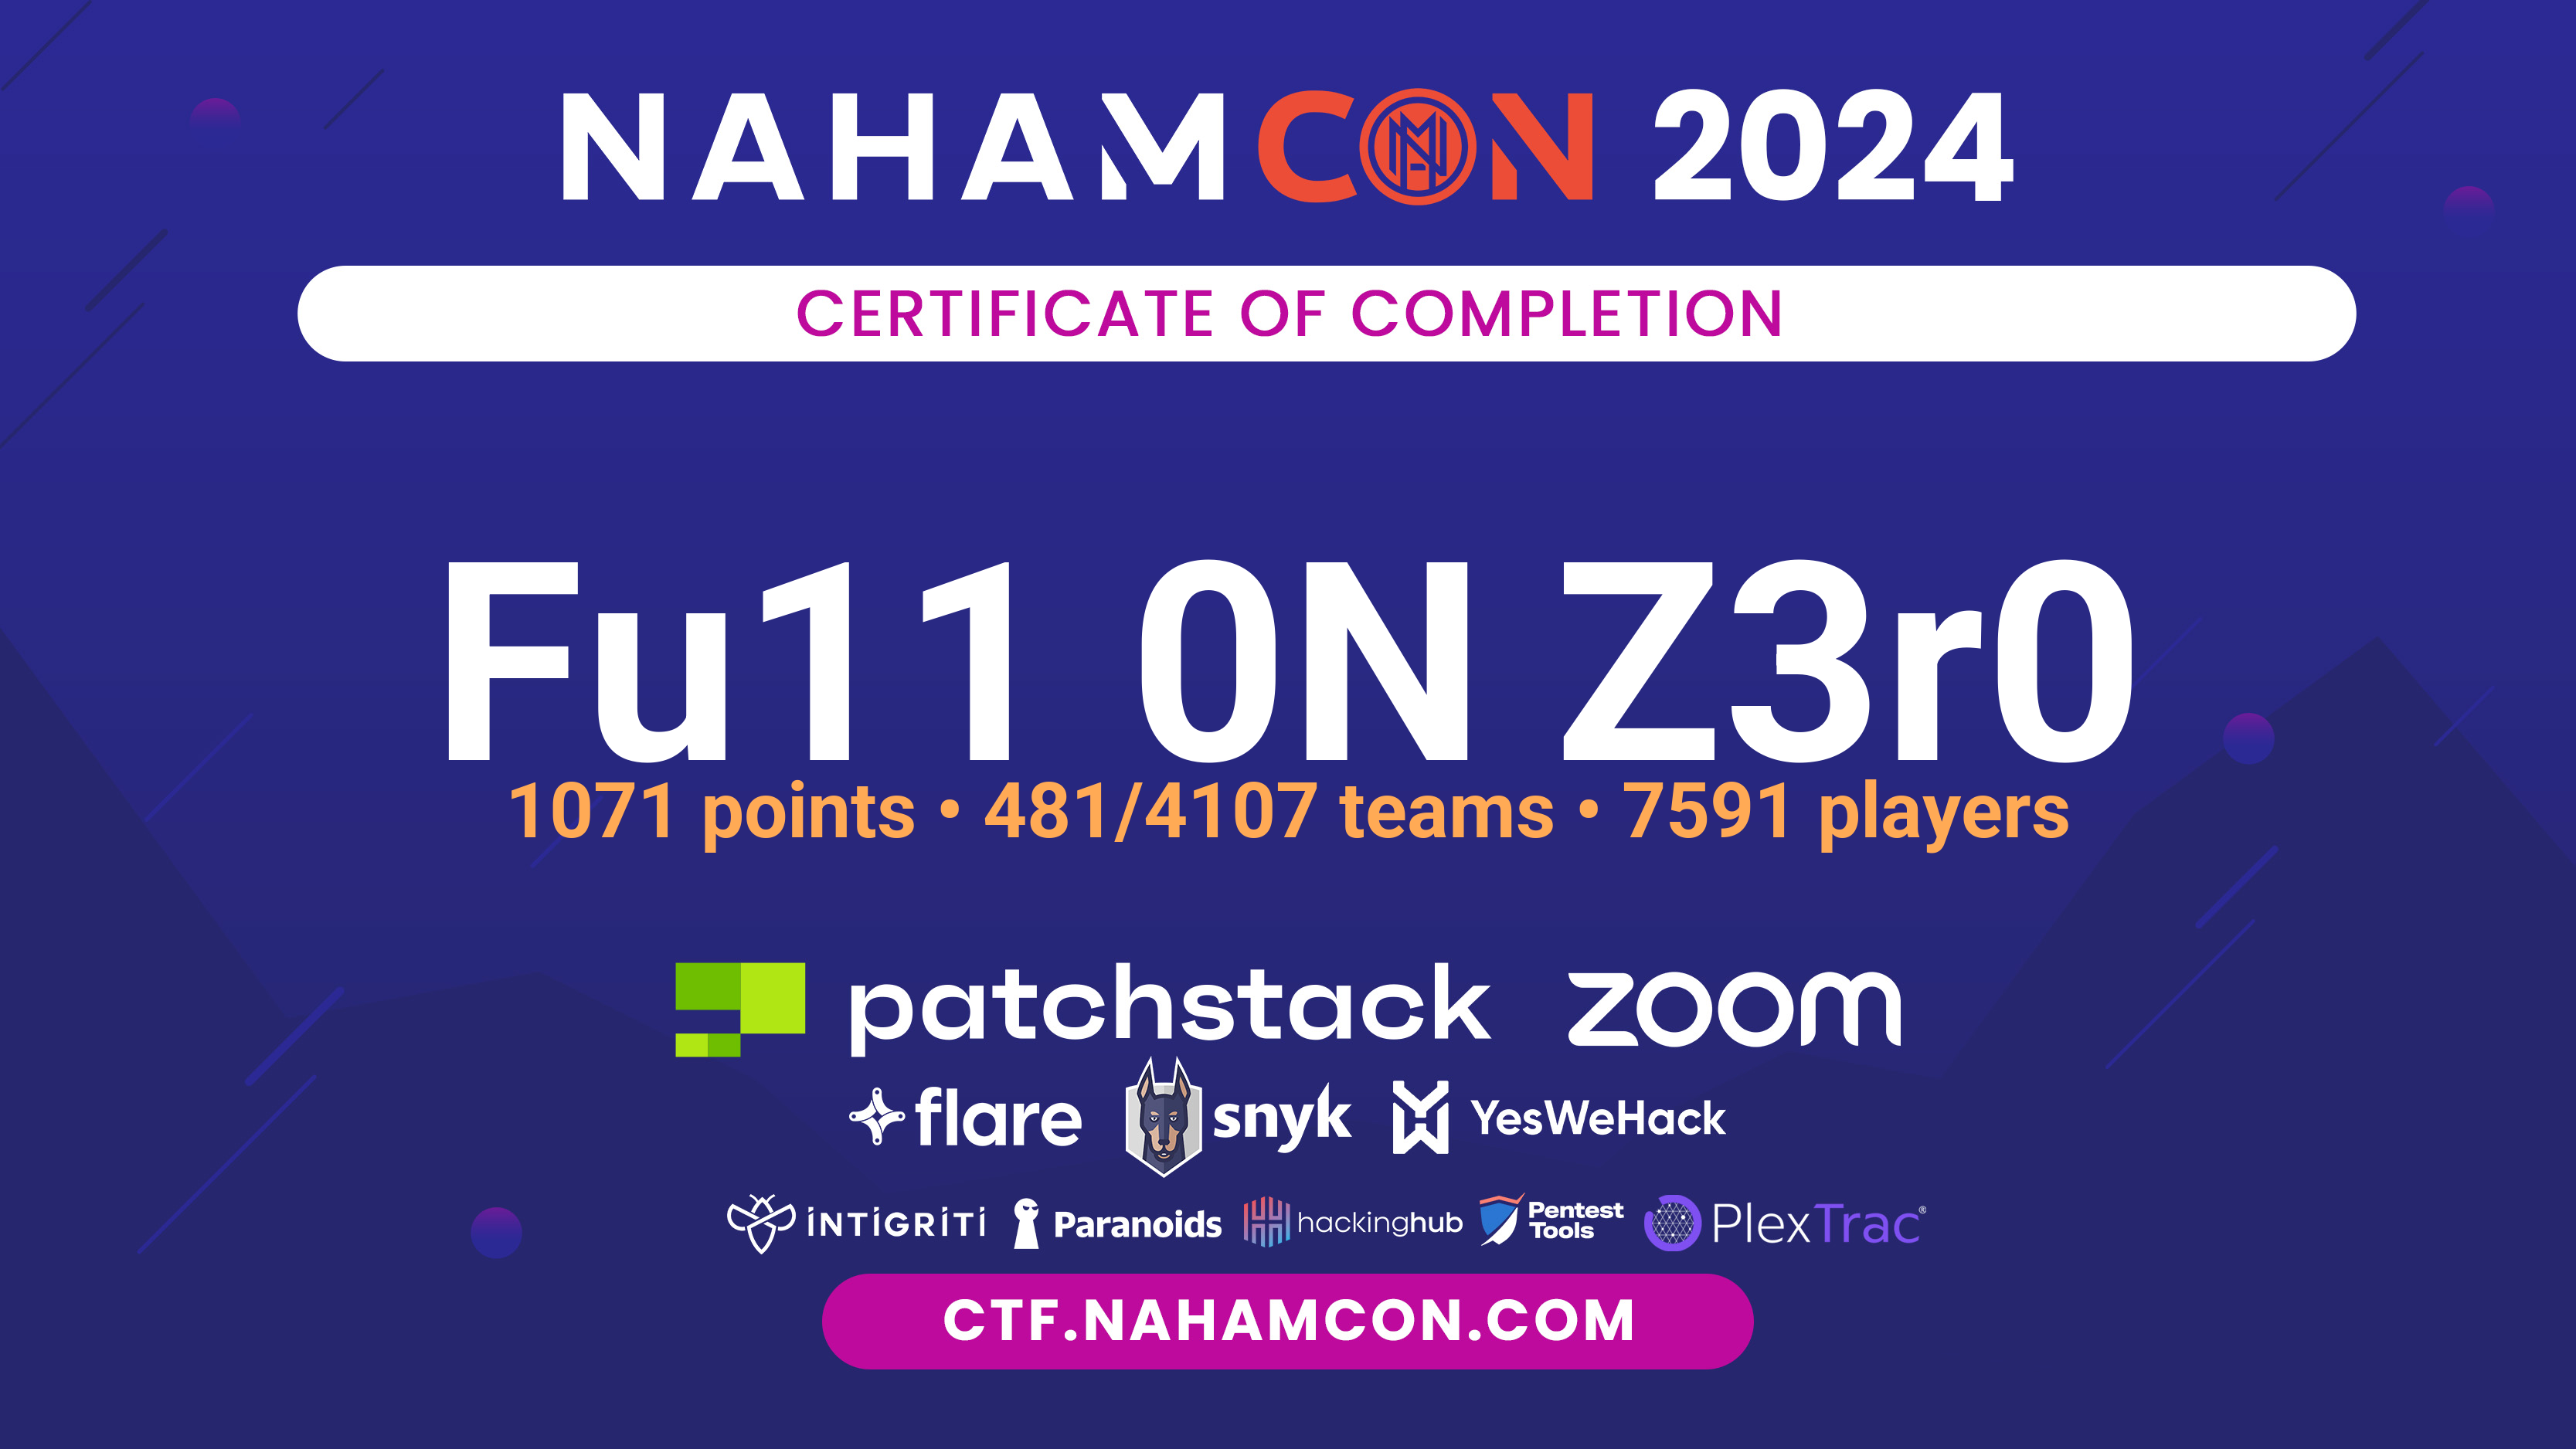 NAHAMCON 2024
CERTIFICATE OF COMPLETION
Fu11 0N Z3r0
1071 points • 481/4107 teams • 7591 players
patchstack zoom
flare snyk YesWeHack
INTIGRITI Paranoids hackinghub Pentest Tools PlexTrac®
CTF.NAHAMCON.COM